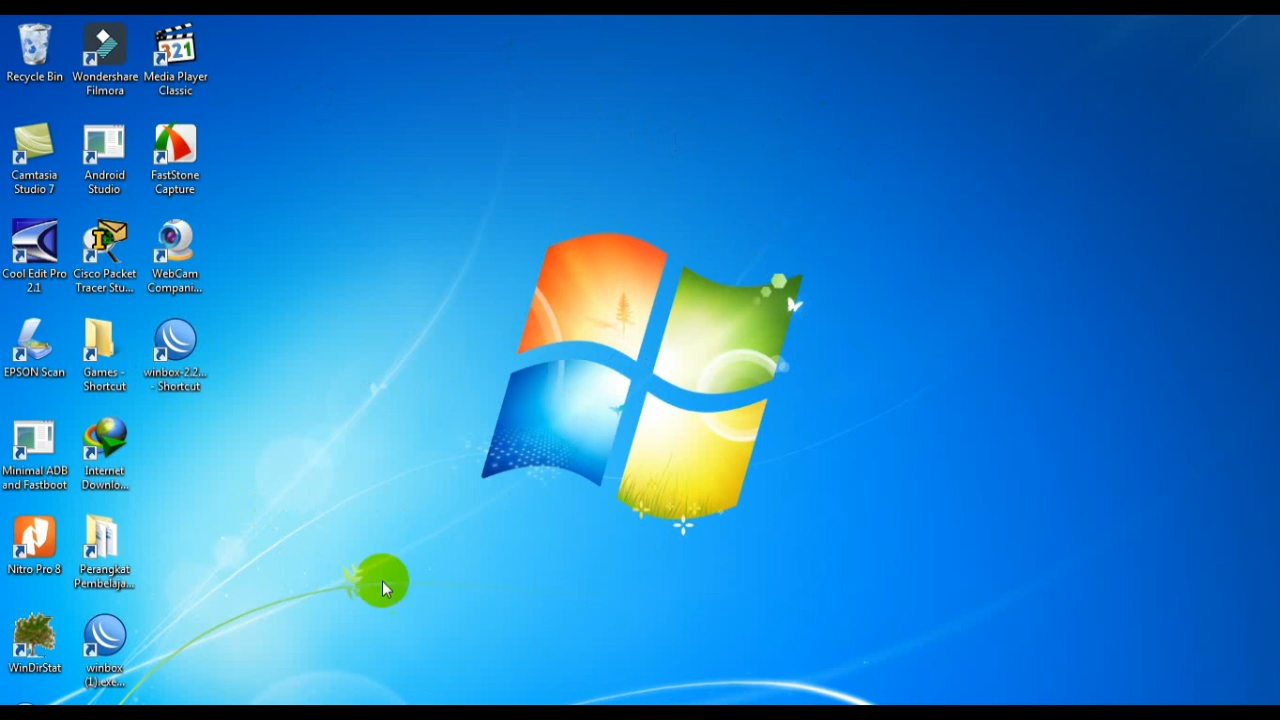 Recycle Bin
Wondershare
Filmora
Media Player
Classic
321
Camtasia
Studio 7
Android
Studio
FastStone
Capture
Cool Edit Pro
2.1
Cisco Packet
Tracer Stu...
WebCam
Compani...
EPSON Scan
Games -
Shortcut
winbox-2.2...
- Shortcut
Minimal ADB
and Fastboot
Internet
Downlo...
Nitro Pro 8
Perangkat
Pembelaja...
WinDirStat
winbox
(1).exe...